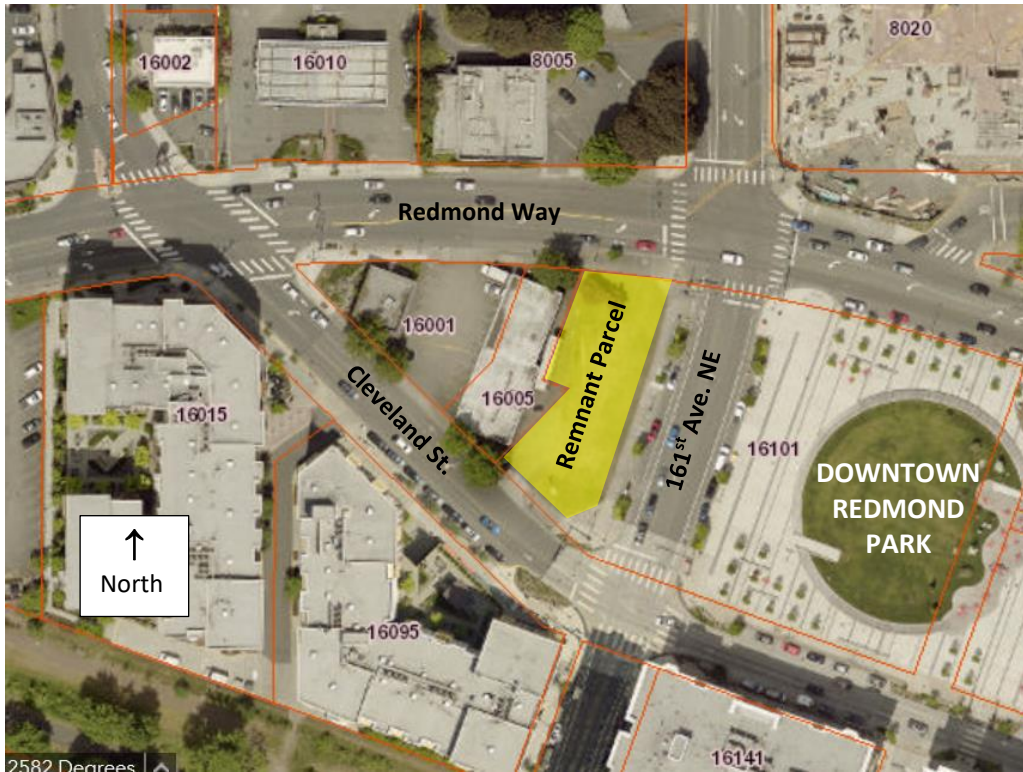 8020
16002
16010
8005
Redmond Way
16001
Remnant Parcel
16005
Cleveland St.
161st Ave. NE
16015
16101
DOWNTOWN
REDMOND
PARK
↑
North
16095
16141
2582 Degrees